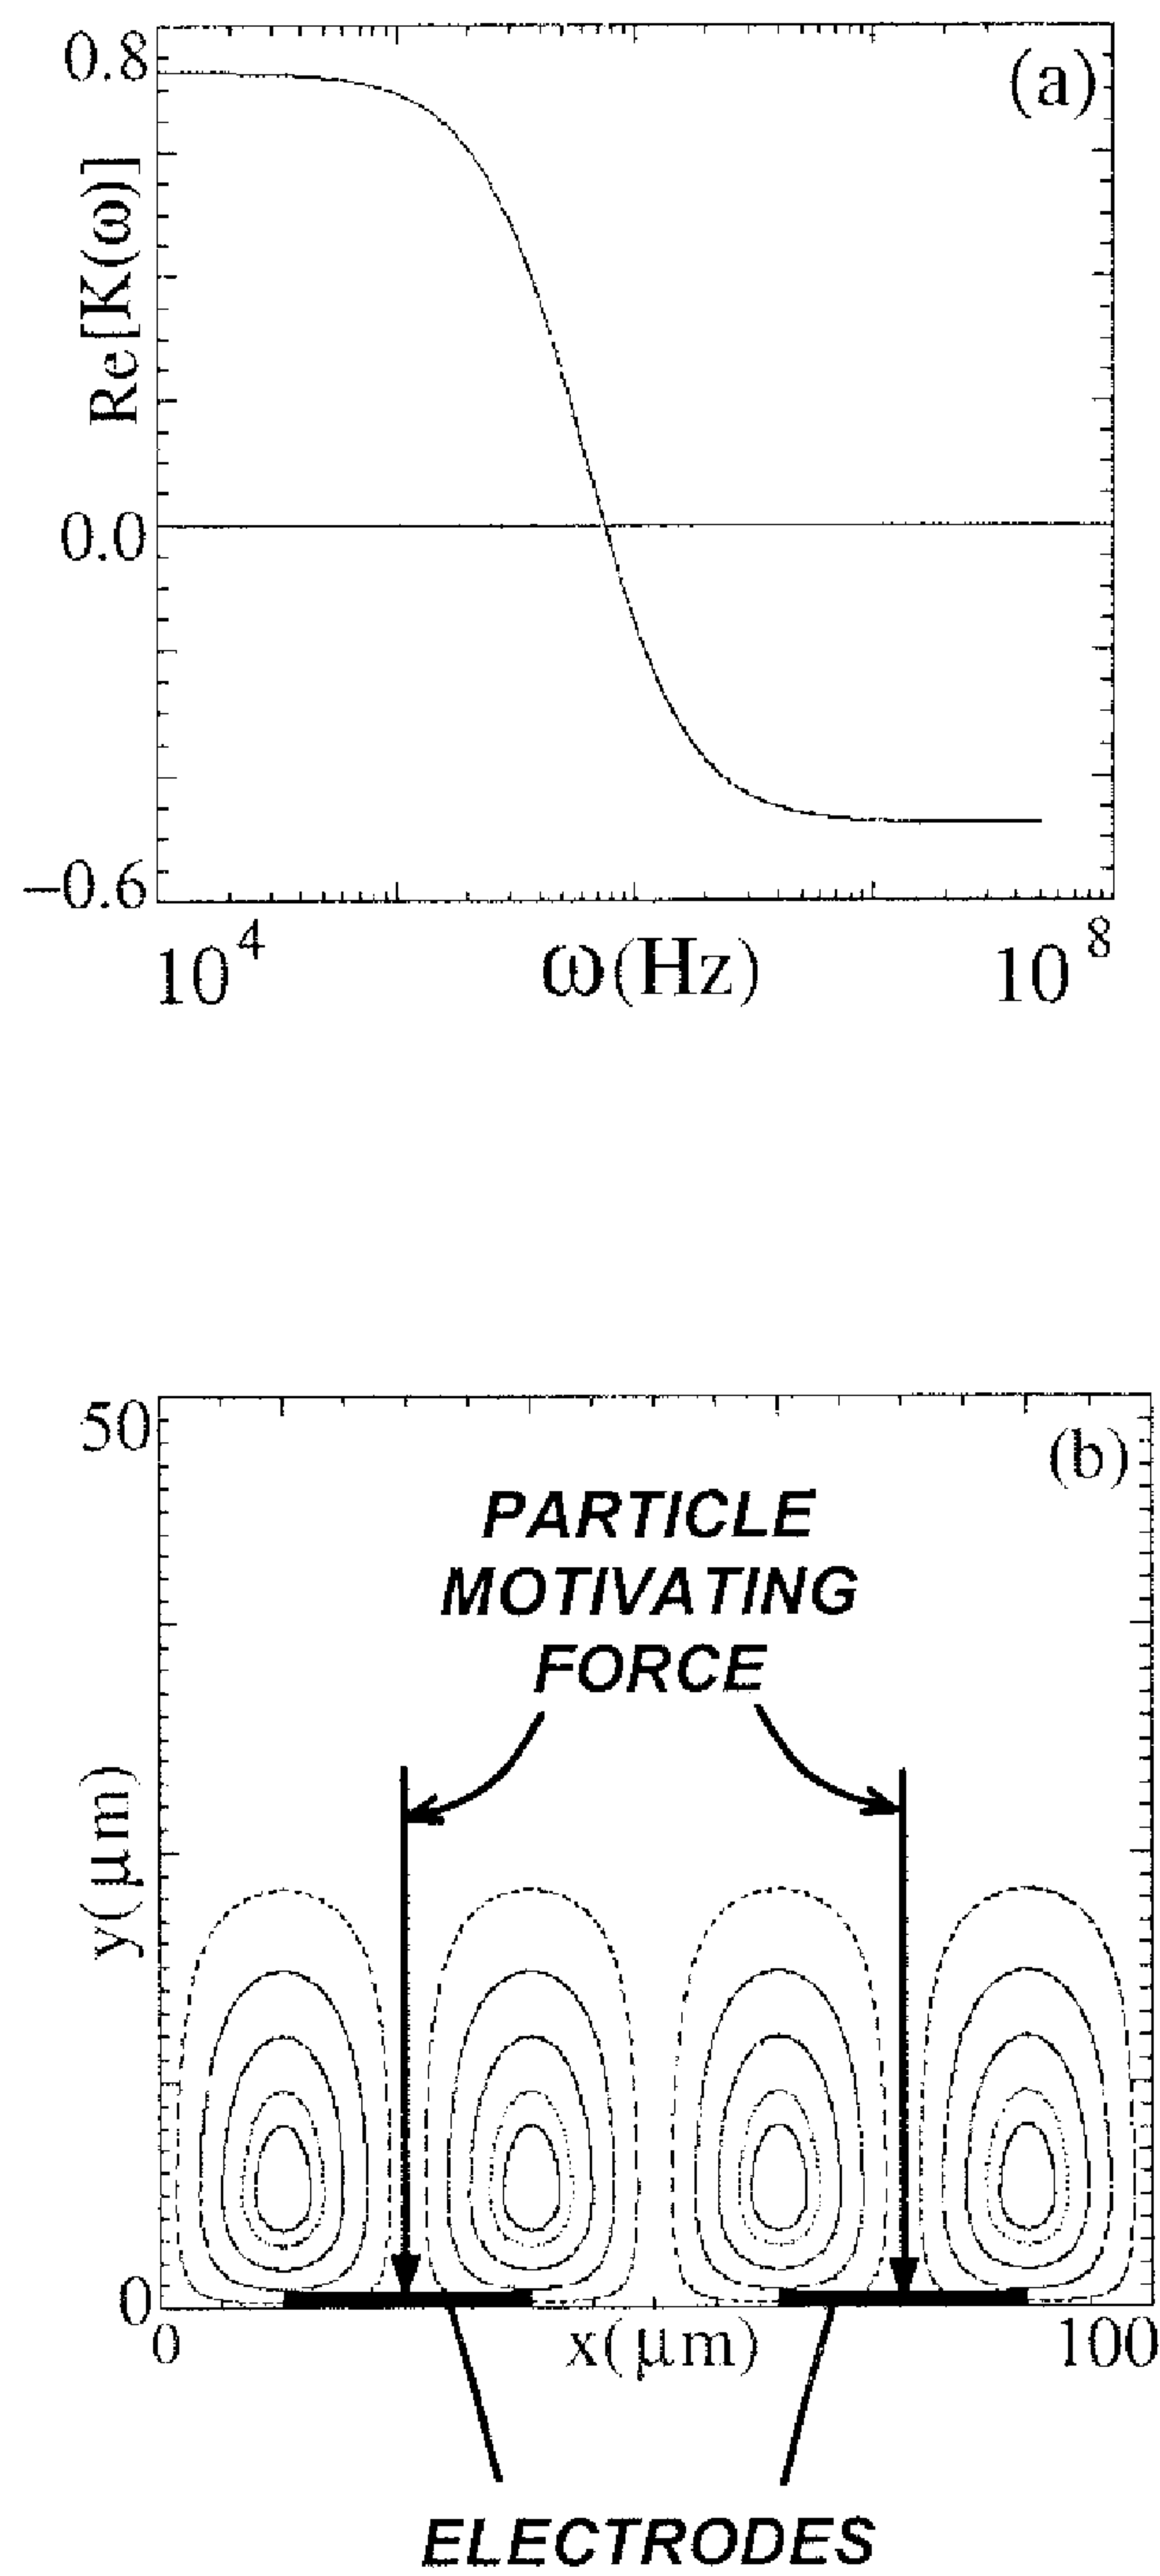 (a)
0.8
Re[K(ω)]
0.0
−0.6
10^4
ω(Hz)
10^8
(b)
50
PARTICLE
MOTIVATING
FORCE
y(μm)
0
0
x(μm)
100
ELECTRODES